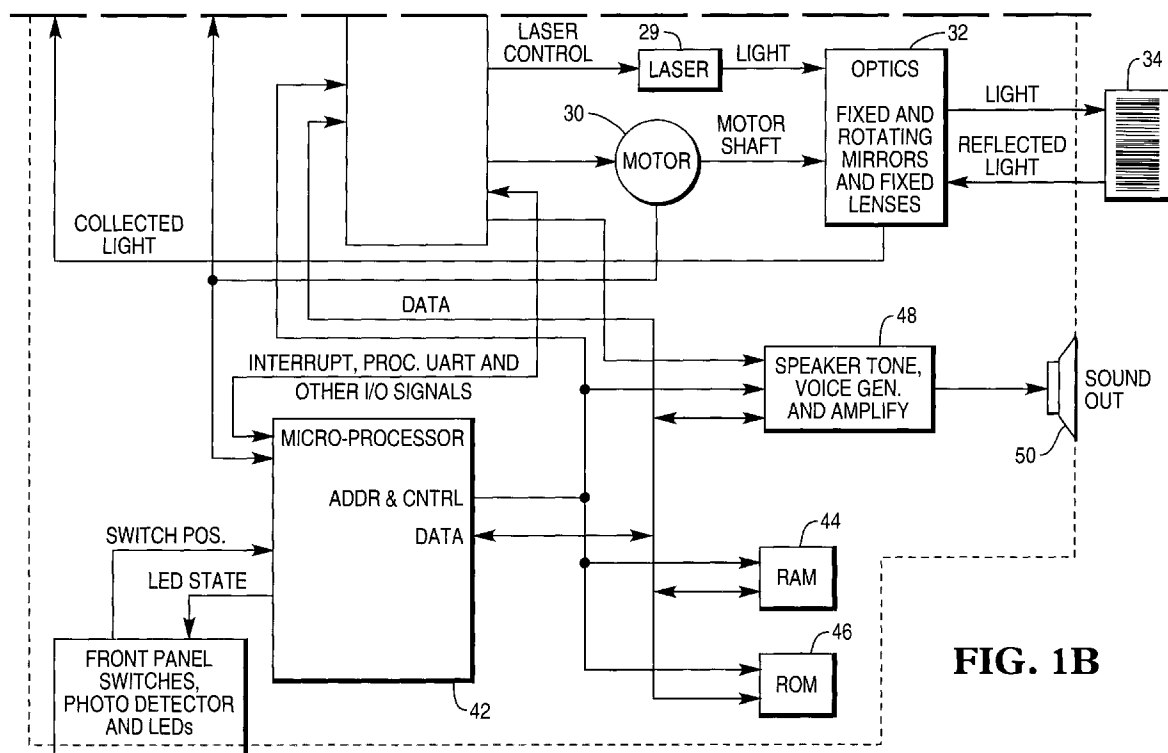 LASER
CONTROL
29
LASER
LIGHT
32
OPTICS
FIXED AND
ROTATING
MIRRORS
AND FIXED
LENSES
LIGHT
REFLECTED
LIGHT
34
30
MOTOR
MOTOR
SHAFT
COLLECTED
LIGHT
DATA
INTERRUPT, PROC. UART AND
OTHER I/O SIGNALS
48
SPEAKER TONE,
VOICE GEN.
AND AMPLIFY
SOUND
OUT
50
MICRO-PROCESSOR
ADDR & CNTRL
DATA
42
SWITCH POS.
LED STATE
FRONT PANEL
SWITCHES,
PHOTO DETECTOR
AND LEDs
44
RAM
46
ROM
FIG. 1B